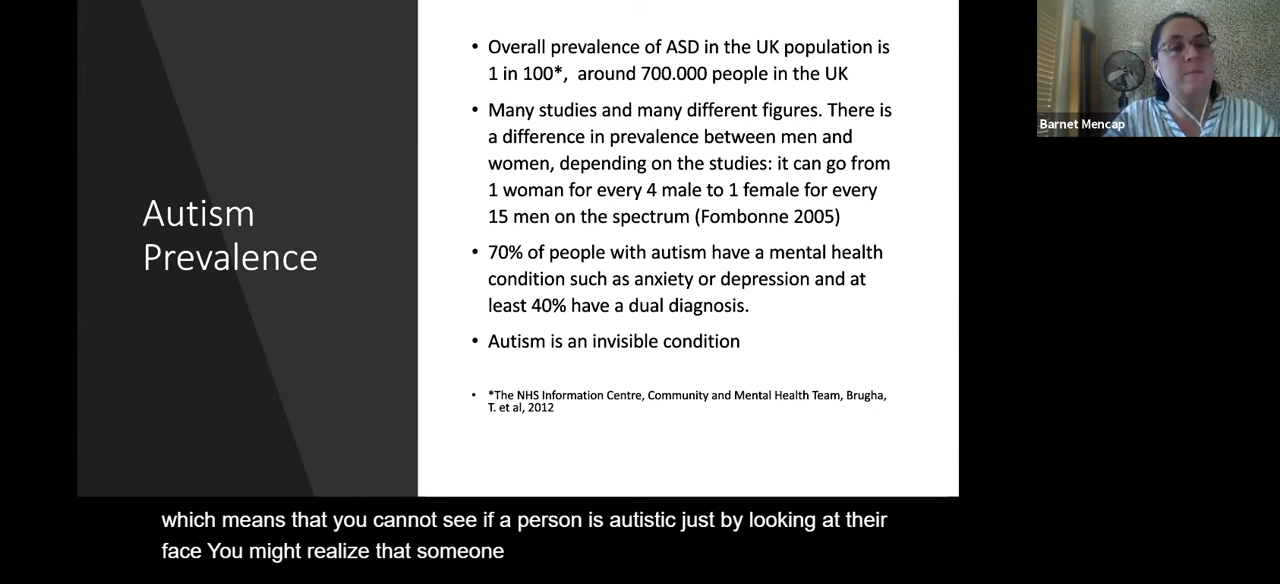 Autism
Prevalence
• Overall prevalence of ASD in the UK population is
1 in 100*, around 700.000 people in the UK
• Many studies and many different figures. There is
a difference in prevalence between men and
women, depending on the studies: it can go from
1 woman for every 4 male to 1 female for every
15 men on the spectrum (Fombonne 2005)
• 70% of people with autism have a mental health
condition such as anxiety or depression and at
least 40% have a dual diagnosis.
• Autism is an invisible condition
• *The NHS Information Centre, Community and Mental Health Team, Brugha,
T. et al, 2012
Barnet Mencap
which means that you cannot see if a person is autistic just by looking at their
face You might realize that someone